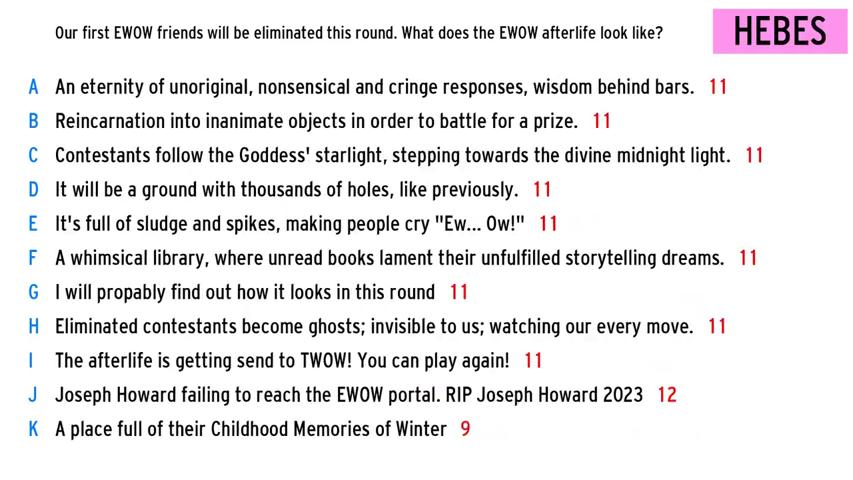 Our first EWOW friends will be eliminated this round. What does the EWOW afterlife look like?
HEBES
A An eternity of unoriginal, nonsensical and cringe responses, wisdom behind bars. 11
B Reincarnation into inanimate objects in order to battle for a prize. 11
C Contestants follow the Goddess' starlight, stepping towards the divine midnight light. 11
D It will be a ground with thousands of holes, like previously. 11
E It's full of sludge and spikes, making people cry "Ew... Ow!" 11
F A whimsical library, where unread books lament their unfulfilled storytelling dreams. 11
G I will propably find out how it looks in this round 11
H Eliminated contestants become ghosts; invisible to us; watching our every move. 11
I The afterlife is getting send to TWOW! You can play again! 11
J Joseph Howard failing to reach the EWOW portal. RIP Joseph Howard 2023 12
K A place full of their Childhood Memories of Winter 9